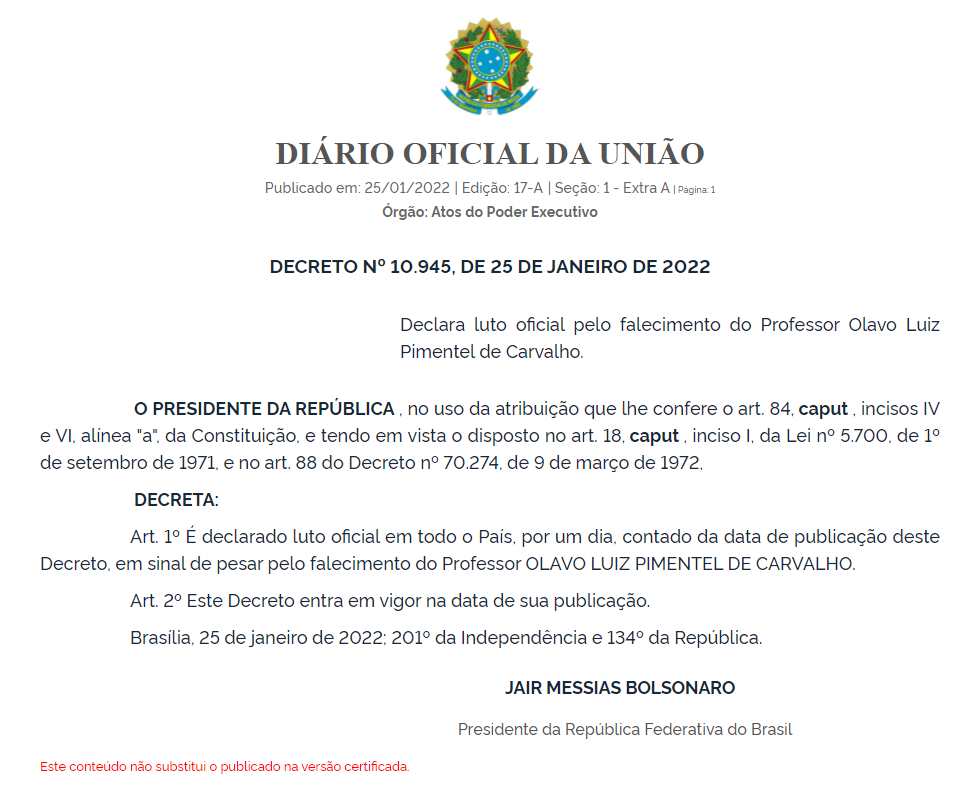 DIÁRIO OFICIAL DA UNIÃO
Publicado em: 25/01/2022 | Edição: 17-A | Seção: 1 - Extra A | Página: 1
Órgão: Atos do Poder Executivo
DECRETO Nº 10.945, DE 25 DE JANEIRO DE 2022
Declara luto oficial pelo falecimento do Professor Olavo Luiz
Pimentel de Carvalho.
O PRESIDENTE DA REPÚBLICA , no uso da atribuição que lhe confere o art. 84, caput , incisos IV
e VI, alínea "a", da Constituição, e tendo em vista o disposto no art. 18, caput , inciso I, da Lei nº 5.700, de 1º
de setembro de 1971, e no art. 88 do Decreto nº 70.274, de 9 de março de 1972,
DECRETA:
Art. 1º É declarado luto oficial em todo o País, por um dia, contado da data de publicação deste
Decreto, em sinal de pesar pelo falecimento do Professor OLAVO LUIZ PIMENTEL DE CARVALHO.
Art. 2º Este Decreto entra em vigor na data de sua publicação.
Brasília, 25 de janeiro de 2022; 201º da Independência e 134º da República.
JAIR MESSIAS BOLSONARO
Presidente da República Federativa do Brasil
Este conteúdo não substitui o publicado na versão certificada.